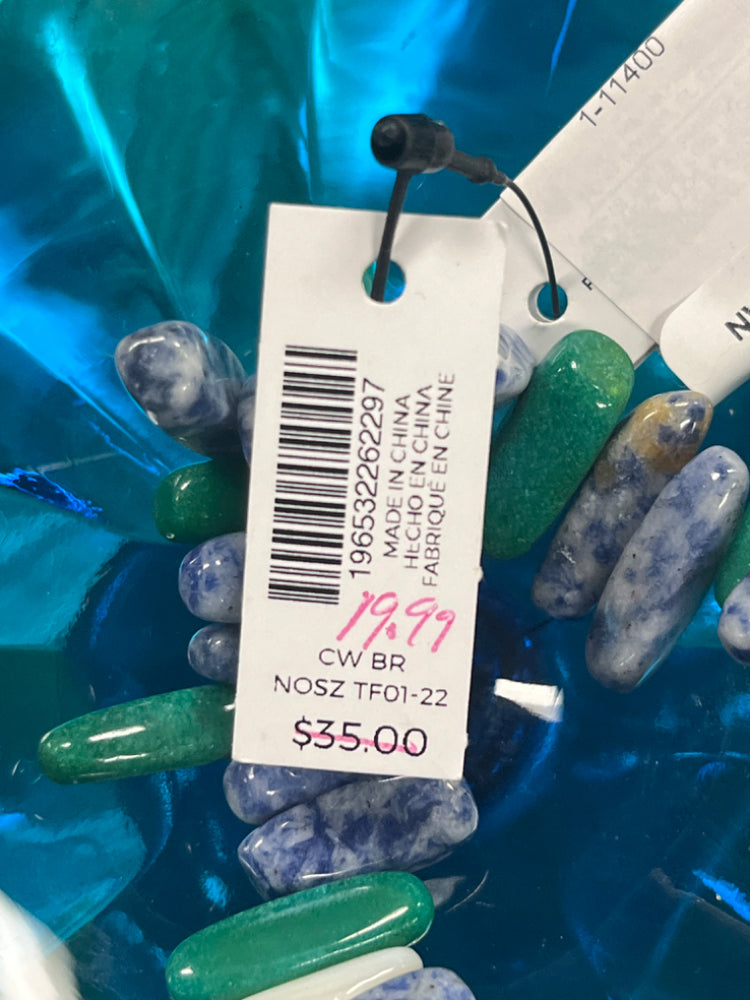 1-11400
196532262297
MADE IN CHINA
HECHO EN CHINA
FABRIQUÉ EN CHINE
19.99
CW BR
NOSZ TF01-22
$35.00